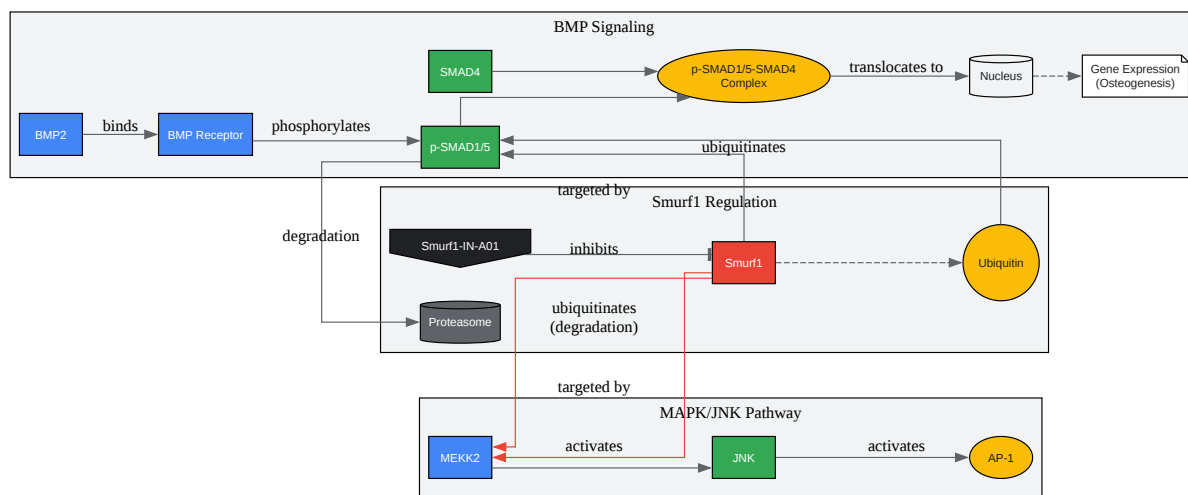 BMP Signaling
SMAD4
p-SMAD1/5-SMAD4
Complex
translocates to
Nucleus
Gene Expression
(Osteogenesis)
BMP2
binds
BMP Receptor
phosphorylates
p-SMAD1/5
ubiquitinates
targeted by
Smurf1 Regulation
degradation
Smurf1-IN-A01
inhibits
Smurf1
Ubiquitin
Proteasome
ubiquitinates
(degradation)
targeted by
MAPK/JNK Pathway
MEKK2
activates
JNK
activates
AP-1